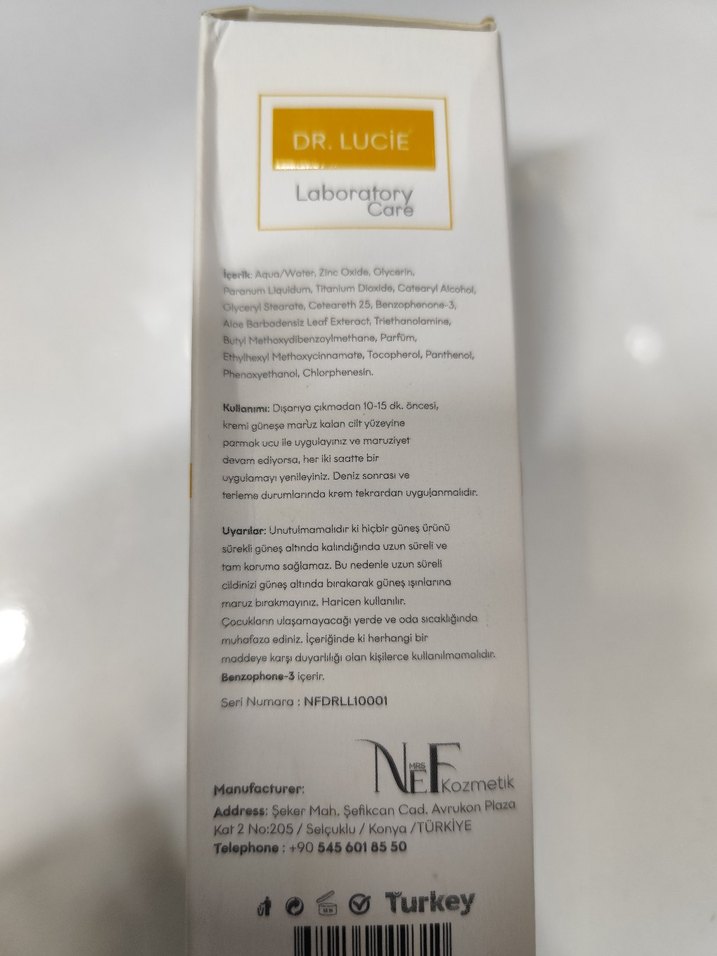 DR. LUCİE
Laboratory
Care
İçerik: Aqua/Water, Zinc Oxide, Glycerin,
Paranum Liquidum, Titanium Dioxide, Catearyl Alcohol,
Glyceryl Stearate, Ceteareth 25, Benzophenone-3,
Aloe Barbadensiz Leaf Exteract, Triethanolamine,
Butyl Methoxydibenzoylmethane, Parfüm,
Ethylhexyl Methoxycinnamate, Tocopherol, Panthenol,
Phenoxyethanol, Chlorphenesin.
Kullanımı: Dışarıya çıkmadan 10-15 dk. öncesi,
kremi güneşe maruz kalan cilt yüzeyine
parmak ucu ile uygulayınız ve maruziyet
devam ediyorsa, her iki saatte bir
uygulamayı yenileyiniz. Deniz sonrası ve
terleme durumlarında krem tekrardan uygulanmalıdır.
Uyarılar: Unutulmamalıdır ki hiçbir güneş ürünü
sürekli güneş altında kalındığında uzun süreli ve
tam koruma sağlamaz. Bu nedenle uzun süreli
cildinizi güneş altında bırakarak güneş ışınlarına
maruz bırakmayınız. Haricen kullanılır.
Çocukların ulaşamayacağı yerde ve oda sıcaklığında
muhafaza ediniz. İçeriğinde ki herhangi bir
maddeye karşı duyarlılığı olan kişilerce kullanılmamalıdır.
Benzophone-3 içerir.
Seri Numara : NFDRLL10001
MRS
NEF Kozmetik
Manufacturer:
Address: Şeker Mah. Şefikcan Cad. Avrukon Plaza
Kat 2 No:205 / Selçuklu / Konya /TÜRKİYE
Telephone : +90 545 601 85 50
Turkey